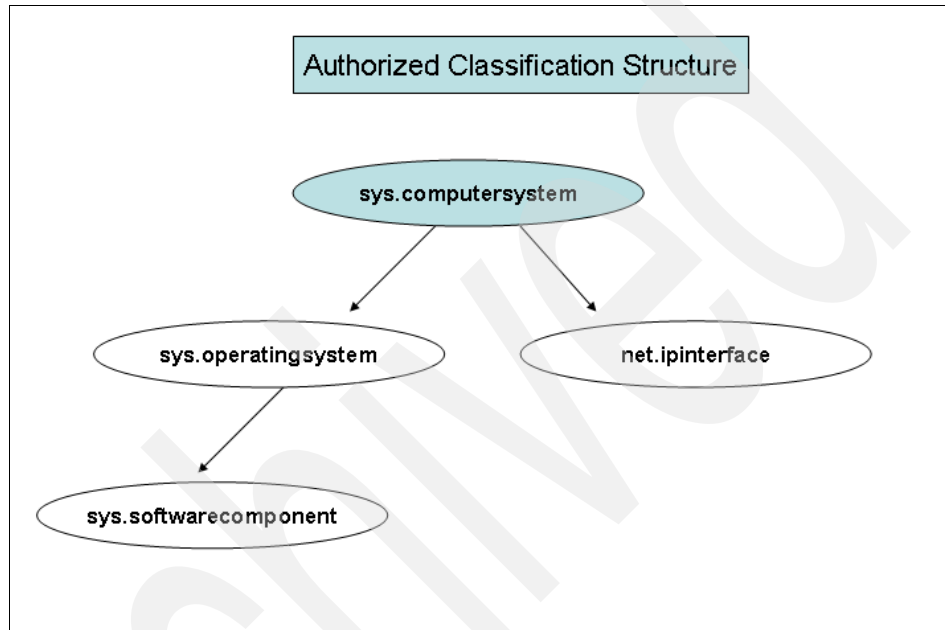 Authorized Classification Structure
sys.computersystem
sys.operatingsystem
net.ipinterface
sys.softwarecomponent